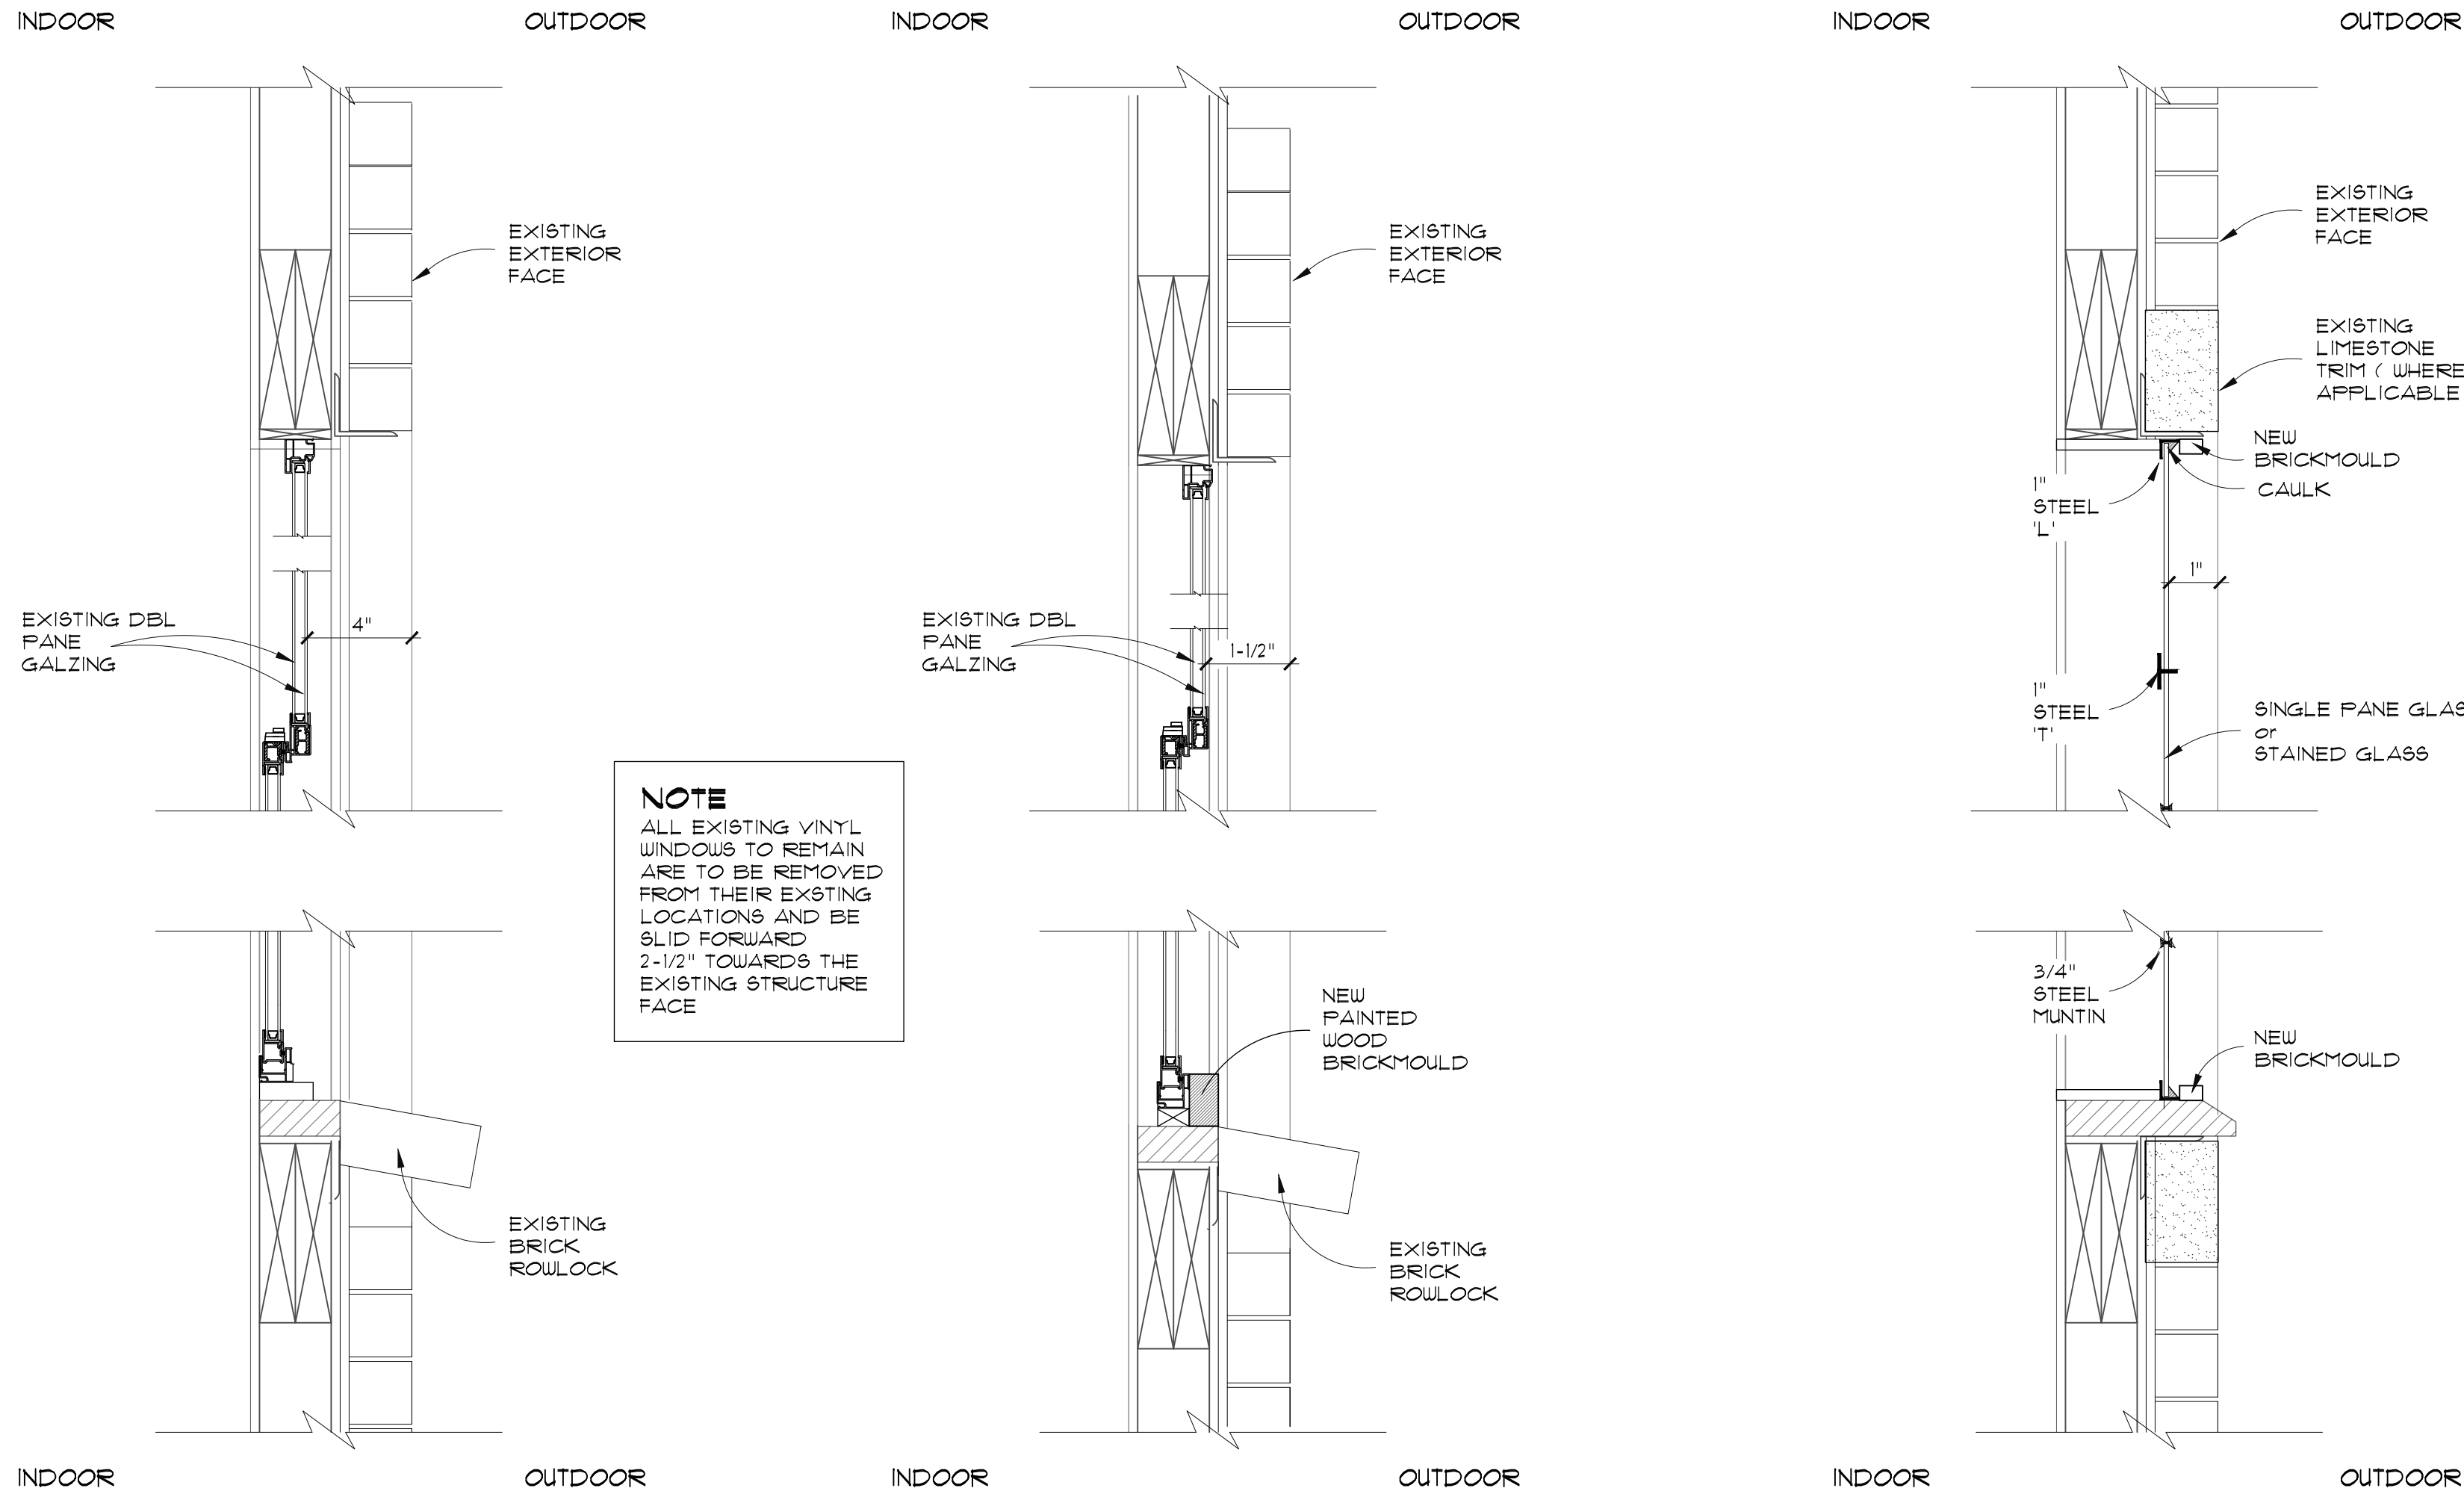 INDOOR
OUTDOOR
INDOOR
OUTDOOR
INDOOR
OUTDOOR
EXISTING
EXTERIOR
FACE
EXISTING DBL
PANE
GALZING
4"
EXISTING
BRICK
ROWLOCK
NOTE
ALL EXISTING VINYL
WINDOWS TO REMAIN
ARE TO BE REMOVED
FROM THEIR EXSTING
LOCATIONS AND BE
SLID FORWARD
2-1/2" TOWARDS THE
EXISTING STRUCTURE
FACE
EXISTING
EXTERIOR
FACE
EXISTING DBL
PANE
GALZING
1-1/2"
NEW
PAINTED
WOOD
BRICKMOULD
EXISTING
BRICK
ROWLOCK
EXISTING
EXTERIOR
FACE
EXISTING
LIMESTONE
TRIM ( WHERE
APPLICABLE
NEW
BRICKMOULD
CAULK
1"
STEEL
'L'
1"
1"
STEEL
'T'
SINGLE PANE GLAS
or
STAINED GLASS
3/4"
STEEL
MUNTIN
NEW
BRICKMOULD
INDOOR
OUTDOOR
INDOOR
OUTDOOR
INDOOR
OUTDOOR